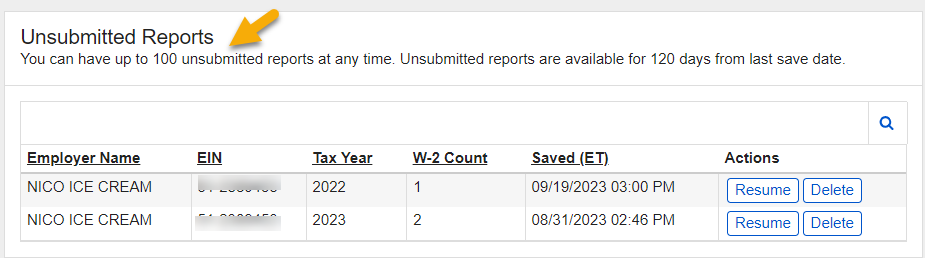 Unsubmitted Reports
You can have up to 100 unsubmitted reports at any time. Unsubmitted reports are available for 120 days from last save date.
Employer Name EIN Tax Year W-2 Count Saved (ET) Actions
NICO ICE CREAM 2022 1 09/19/2023 03:00 PM Resume Delete
NICO ICE CREAM 2023 2 08/31/2023 02:46 PM Resume Delete